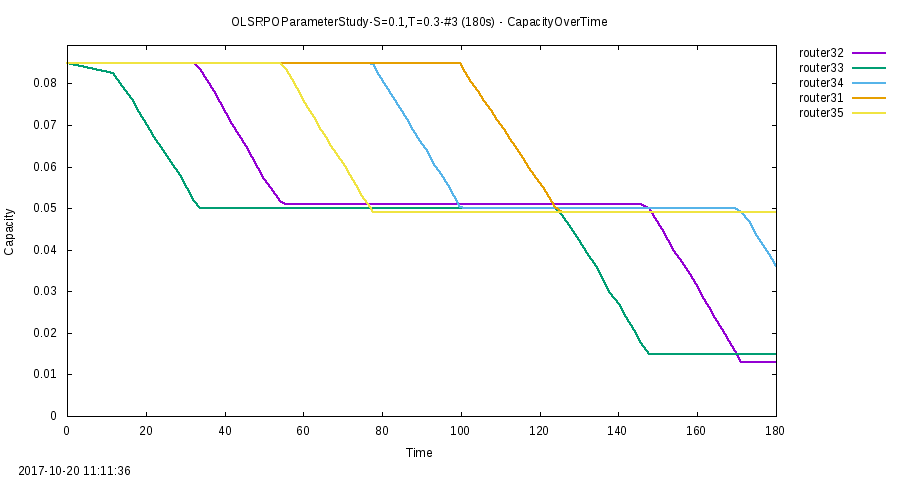 OLSRPOParameterStudy-S=0.1,T=0.3-#3 (180s) - CapacityOverTime
router32
router33
router34
router31
router35
0.08
0.07
0.06
0.05
0.04
0.03
0.02
0.01
0
Capacity
0 20 40 60 80 100 120 140 160 180
Time
2017-10-20 11:11:36